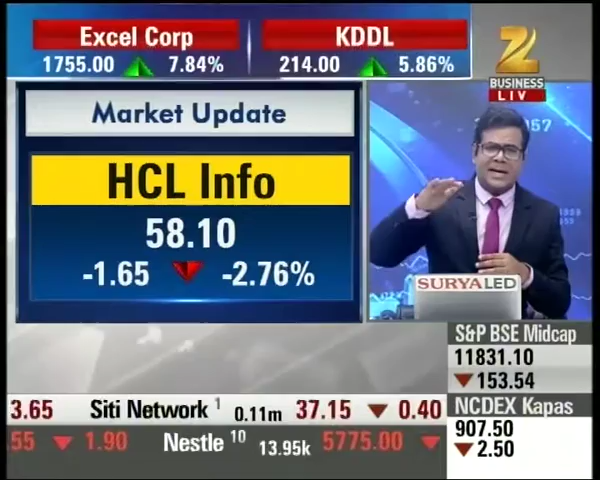 Excel Corp
1755.00 7.84%
KDDL
214.00 5.86%
Z
BUSINESS
LIV
Market Update
HCL Info
58.10
-1.65 -2.76%
057
SURYA LED
S&P BSE Midcap
11831.10
153.54
NCDEX Kapas
907.50
2.50
3.65 Siti Network 1 0.11m 37.15 0.40
.55 1.90 Nestle 10 13.95k 5775.00